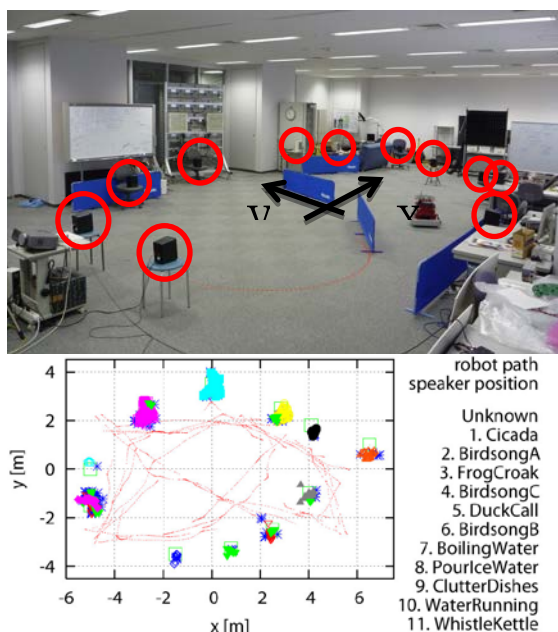 y
x
4
2
0
-2
-4
y [m]
-6
-4
-2
0
2
4
6
x [m]
robot path
speaker position
Unknown
1. Cicada
2. BirdsongA
3. FrogCroak
4. BirdsongC
5. DuckCall
6. BirdsongB
7. BoilingWater
8. PourIceWater
9. ClutterDishes
10. WaterRunning
11. WhistleKettle